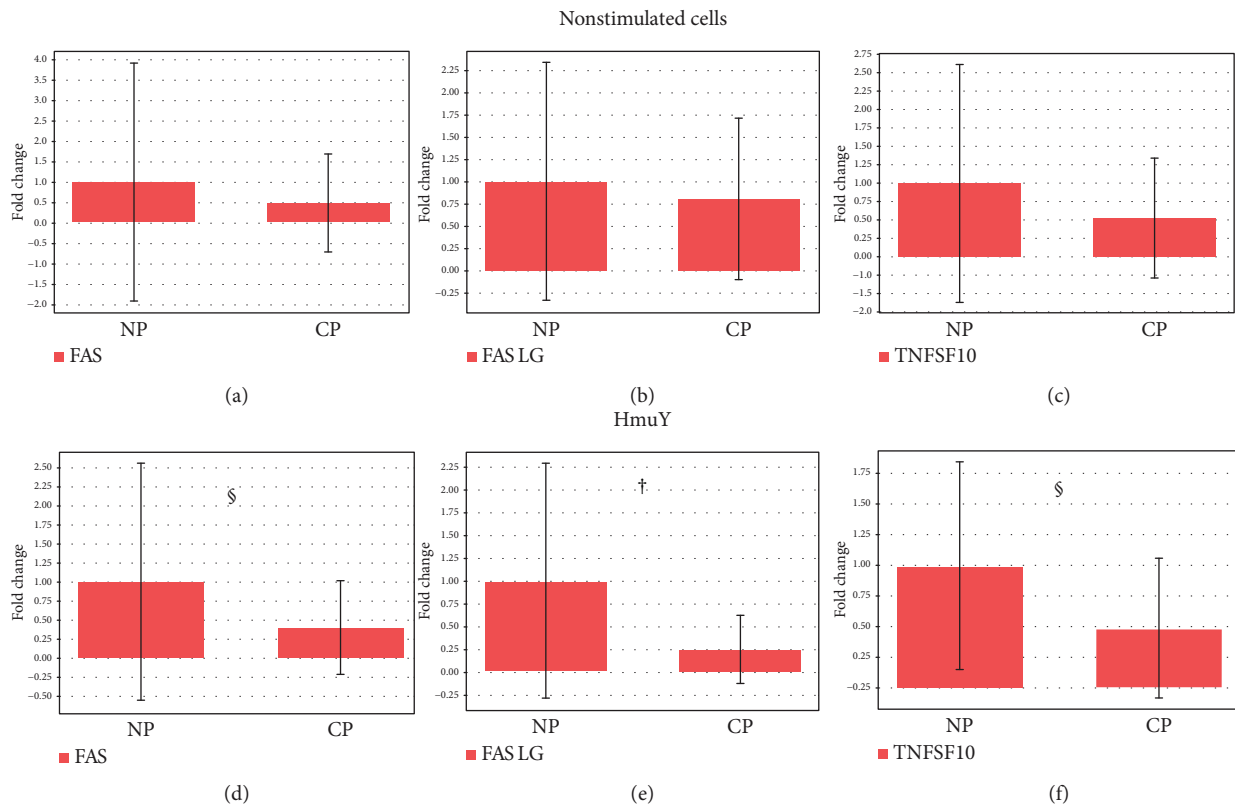 Nonstimulated cells
Fold change
4.0
3.5
3.0
2.5
2.0
1.5
1.0
0.5
0.0
−0.5
−1.0
−1.5
−2.0
NP CP
FAS
(a)
Fold change
2.25
2.00
1.75
1.50
1.25
1.00
0.75
0.50
0.25
0.00
−0.25
NP CP
FAS LG
(b)
Fold change
2.75
2.50
2.25
2.00
1.75
1.50
1.25
1.00
0.75
0.50
0.25
0.00
−1.0
−1.5
−2.0
NP CP
TNFSF10
(c)
HmuY
Fold change
2.50
2.25
2.00
1.75
1.50
1.25
1.00
0.75
0.50
0.25
0.00
−0.25
−0.50
§
NP CP
FAS
(d)
Fold change
2.25
2.00
1.75
1.50
1.25
1.00
0.75
0.50
0.25
0.00
−0.25
†
NP CP
FAS LG
(e)
Fold change
1.75
1.50
1.25
1.00
0.75
0.50
0.25
−0.25
§
NP CP
TNFSF10
(f)